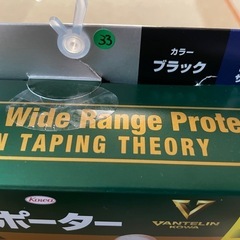 33
カラー
ブラック
Wide Range Prote
TAPING THEORY
Kowa
ポーター
VANTELIN
KOWA